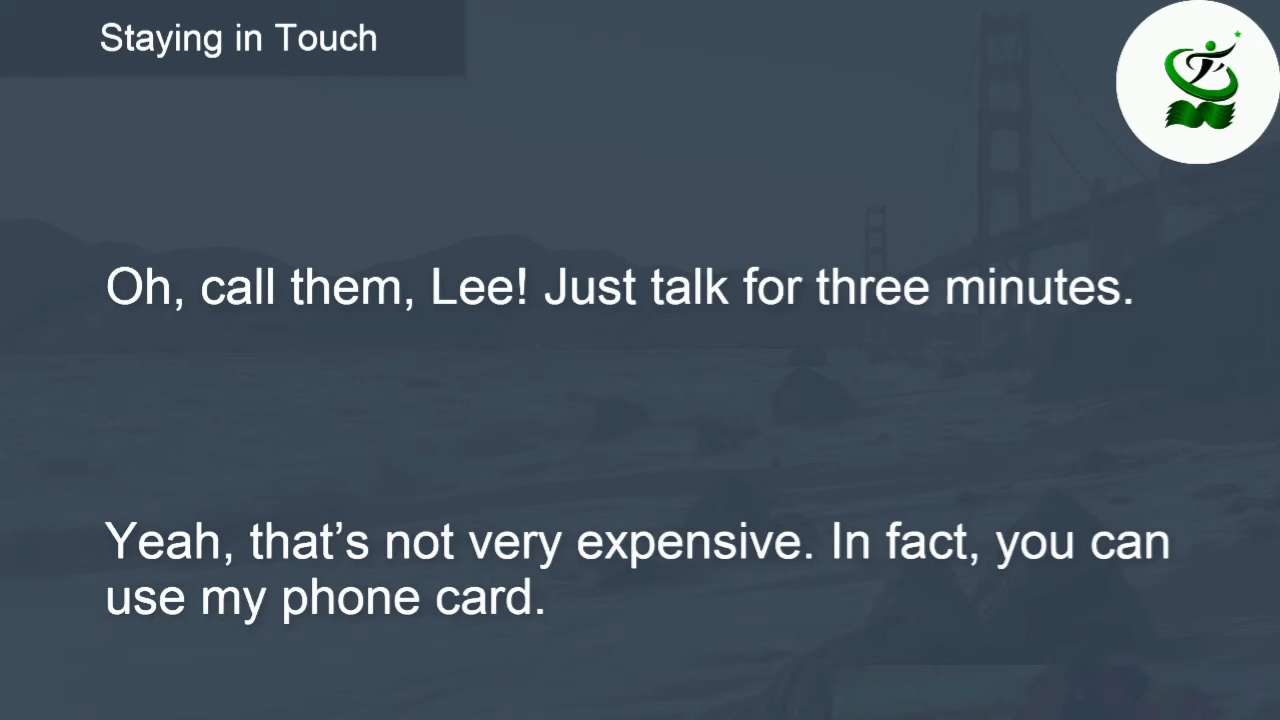 Staying in Touch
Oh, call them, Lee! Just talk for three minutes.
Yeah, that’s not very expensive. In fact, you can
use my phone card.